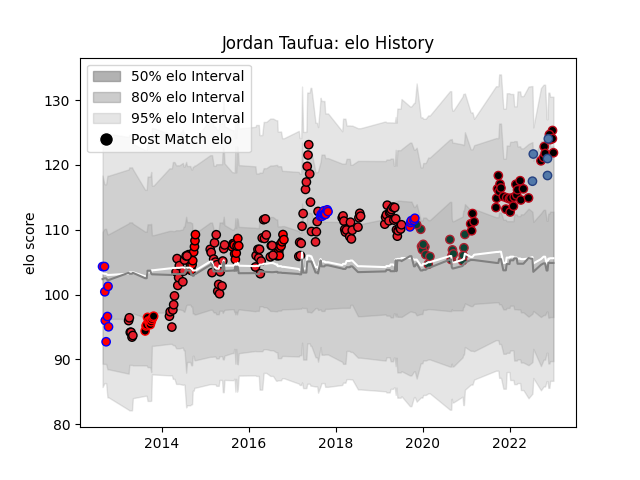 Jordan Taufua: elo History
50% elo Interval
80% elo Interval
95% elo Interval
Post Match elo
elo score
130
120
110
100
90
80
2014
2016
2018
2020
2022